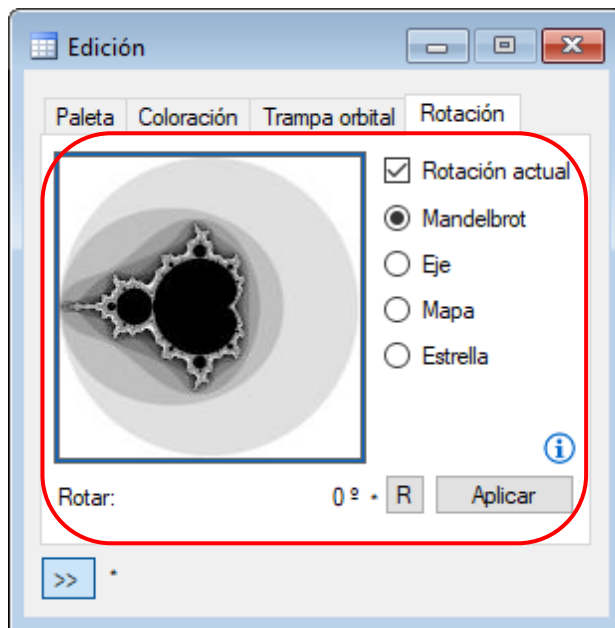 Edición
Paleta Coloración Trampa orbital Rotación
Rotación actual
Mandelbrot
Eje
Mapa
Estrella
Rotar: 0 º * R Aplicar
>> *